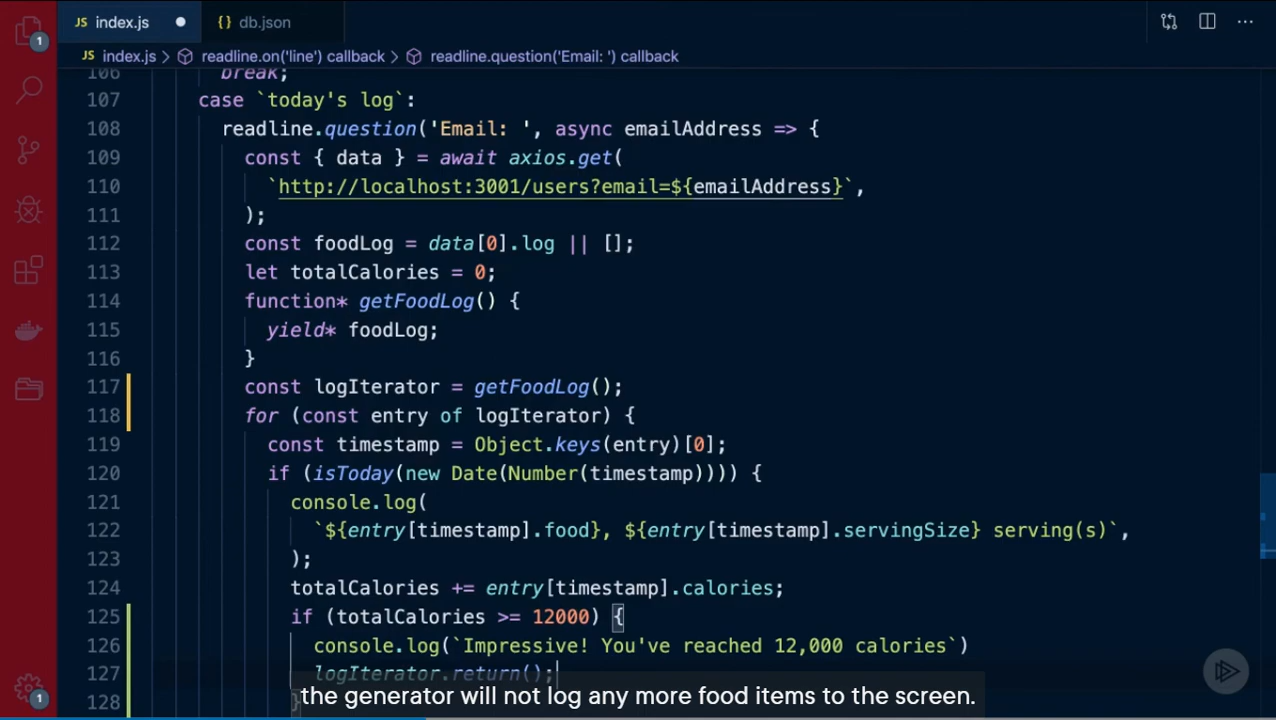 JS index.js ● {} db.json ...
1
JS index.js > readline.on('line') callback > readline.question('Email: ') callback
106 break;
107 case `today's log`:
108 readline.question('Email: ', async emailAddress => {
109 const { data } = await axios.get(
110 `http://localhost:3001/users?email=${emailAddress}`,
111 );
112 const foodLog = data[0].log || [];
113 let totalCalories = 0;
114 function* getFoodLog() {
115 yield* foodLog;
116 }
117 const logIterator = getFoodLog();
118 for (const entry of logIterator) {
119 const timestamp = Object.keys(entry)[0];
120 if (isToday(new Date(Number(timestamp)))) {
121 console.log(
122 `${entry[timestamp].food}, ${entry[timestamp].servingSize} serving(s)`,
123 );
124 totalCalories += entry[timestamp].calories;
125 if (totalCalories >= 12000) {
126 console.log(`Impressive! You've reached 12,000 calories`)
127 logIterator.return();
128 }
1
the generator will not log any more food items to the screen.